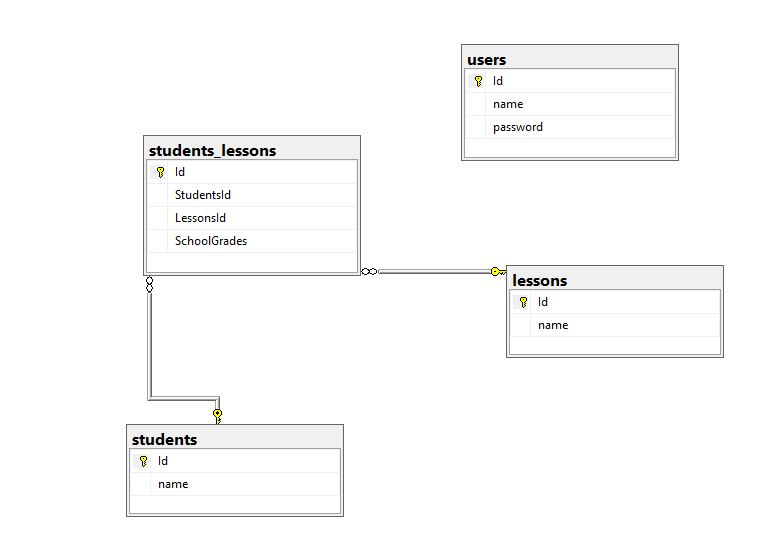 users
Id
name
password
students_lessons
Id
StudentsId
LessonsId
SchoolGrades
lessons
Id
name
students
Id
name